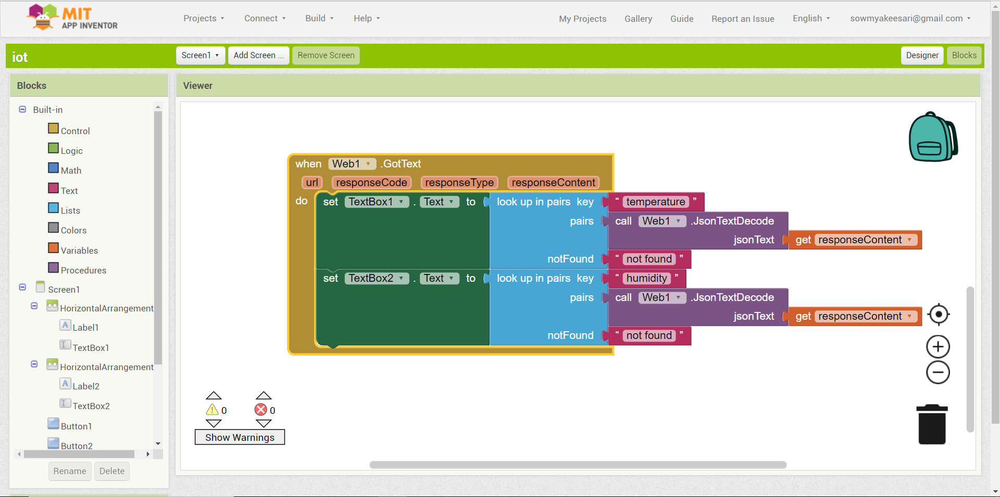 MIT
APP INVENTOR
Projects Connect Build Help
My Projects Gallery Guide Report an Issue English sowmyakeesari@gmail.com
iot
Screen1 Add Screen ... Remove Screen
Designer Blocks
Blocks
Built-in
Control
Logic
Math
Text
Lists
Colors
Variables
Procedures
Screen1
HorizontalArrangement
Label1
TextBox1
HorizontalArrangement
Label2
TextBox2
Button1
Button2
Rename Delete
Viewer
when Web1 .GotText
url responseCode responseType responseContent
do set TextBox1 . Text to look up in pairs key “ temperature ”
pairs call Web1 .JsonTextDecode
jsonText get responseContent
notFound “ not found ”
set TextBox2 . Text to look up in pairs key “ humidity ”
pairs call Web1 .JsonTextDecode
jsonText get responseContent
notFound “ not found ”
0 0
Show Warnings